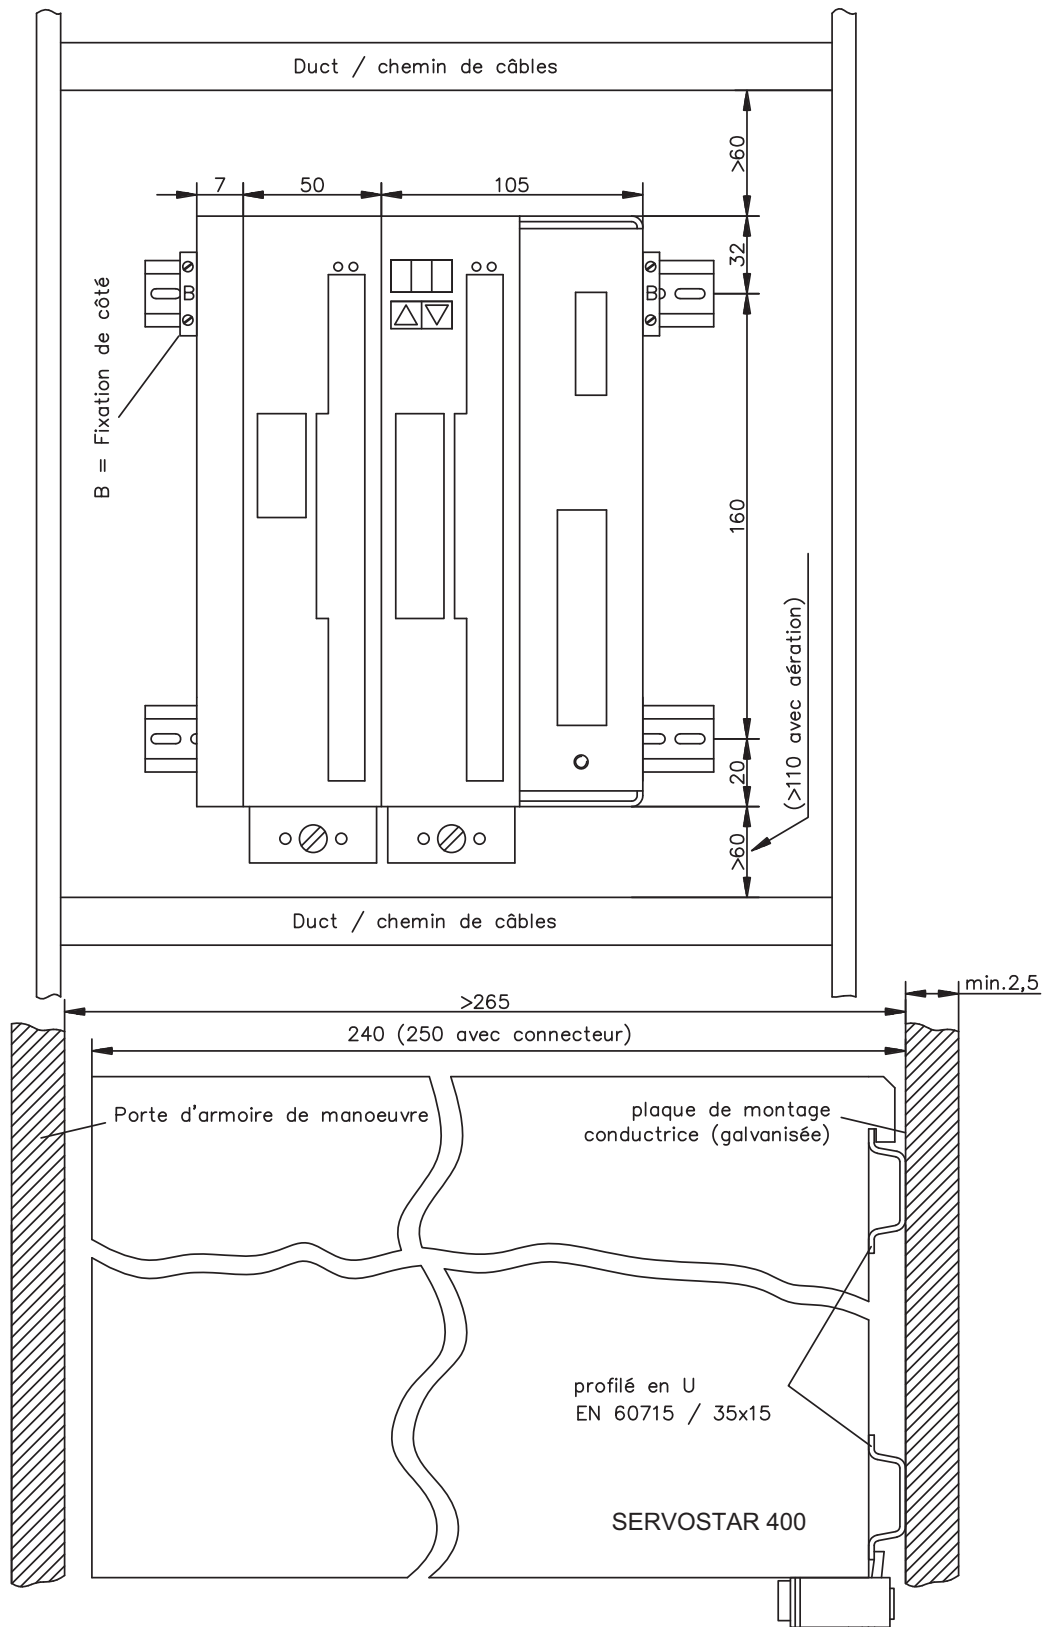 Duct / chemin de câbles
>60
7
50
105
32
B
B
B = Fixation de côté
160
(>110 avec aération)
20
>60
Duct / chemin de câbles
min.2,5
>265
240 (250 avec connecteur)
Porte d'armoire de manoeuvre
plaque de montage
conductrice (galvanisée)
profilé en U
EN 60715 / 35x15
SERVOSTAR 400